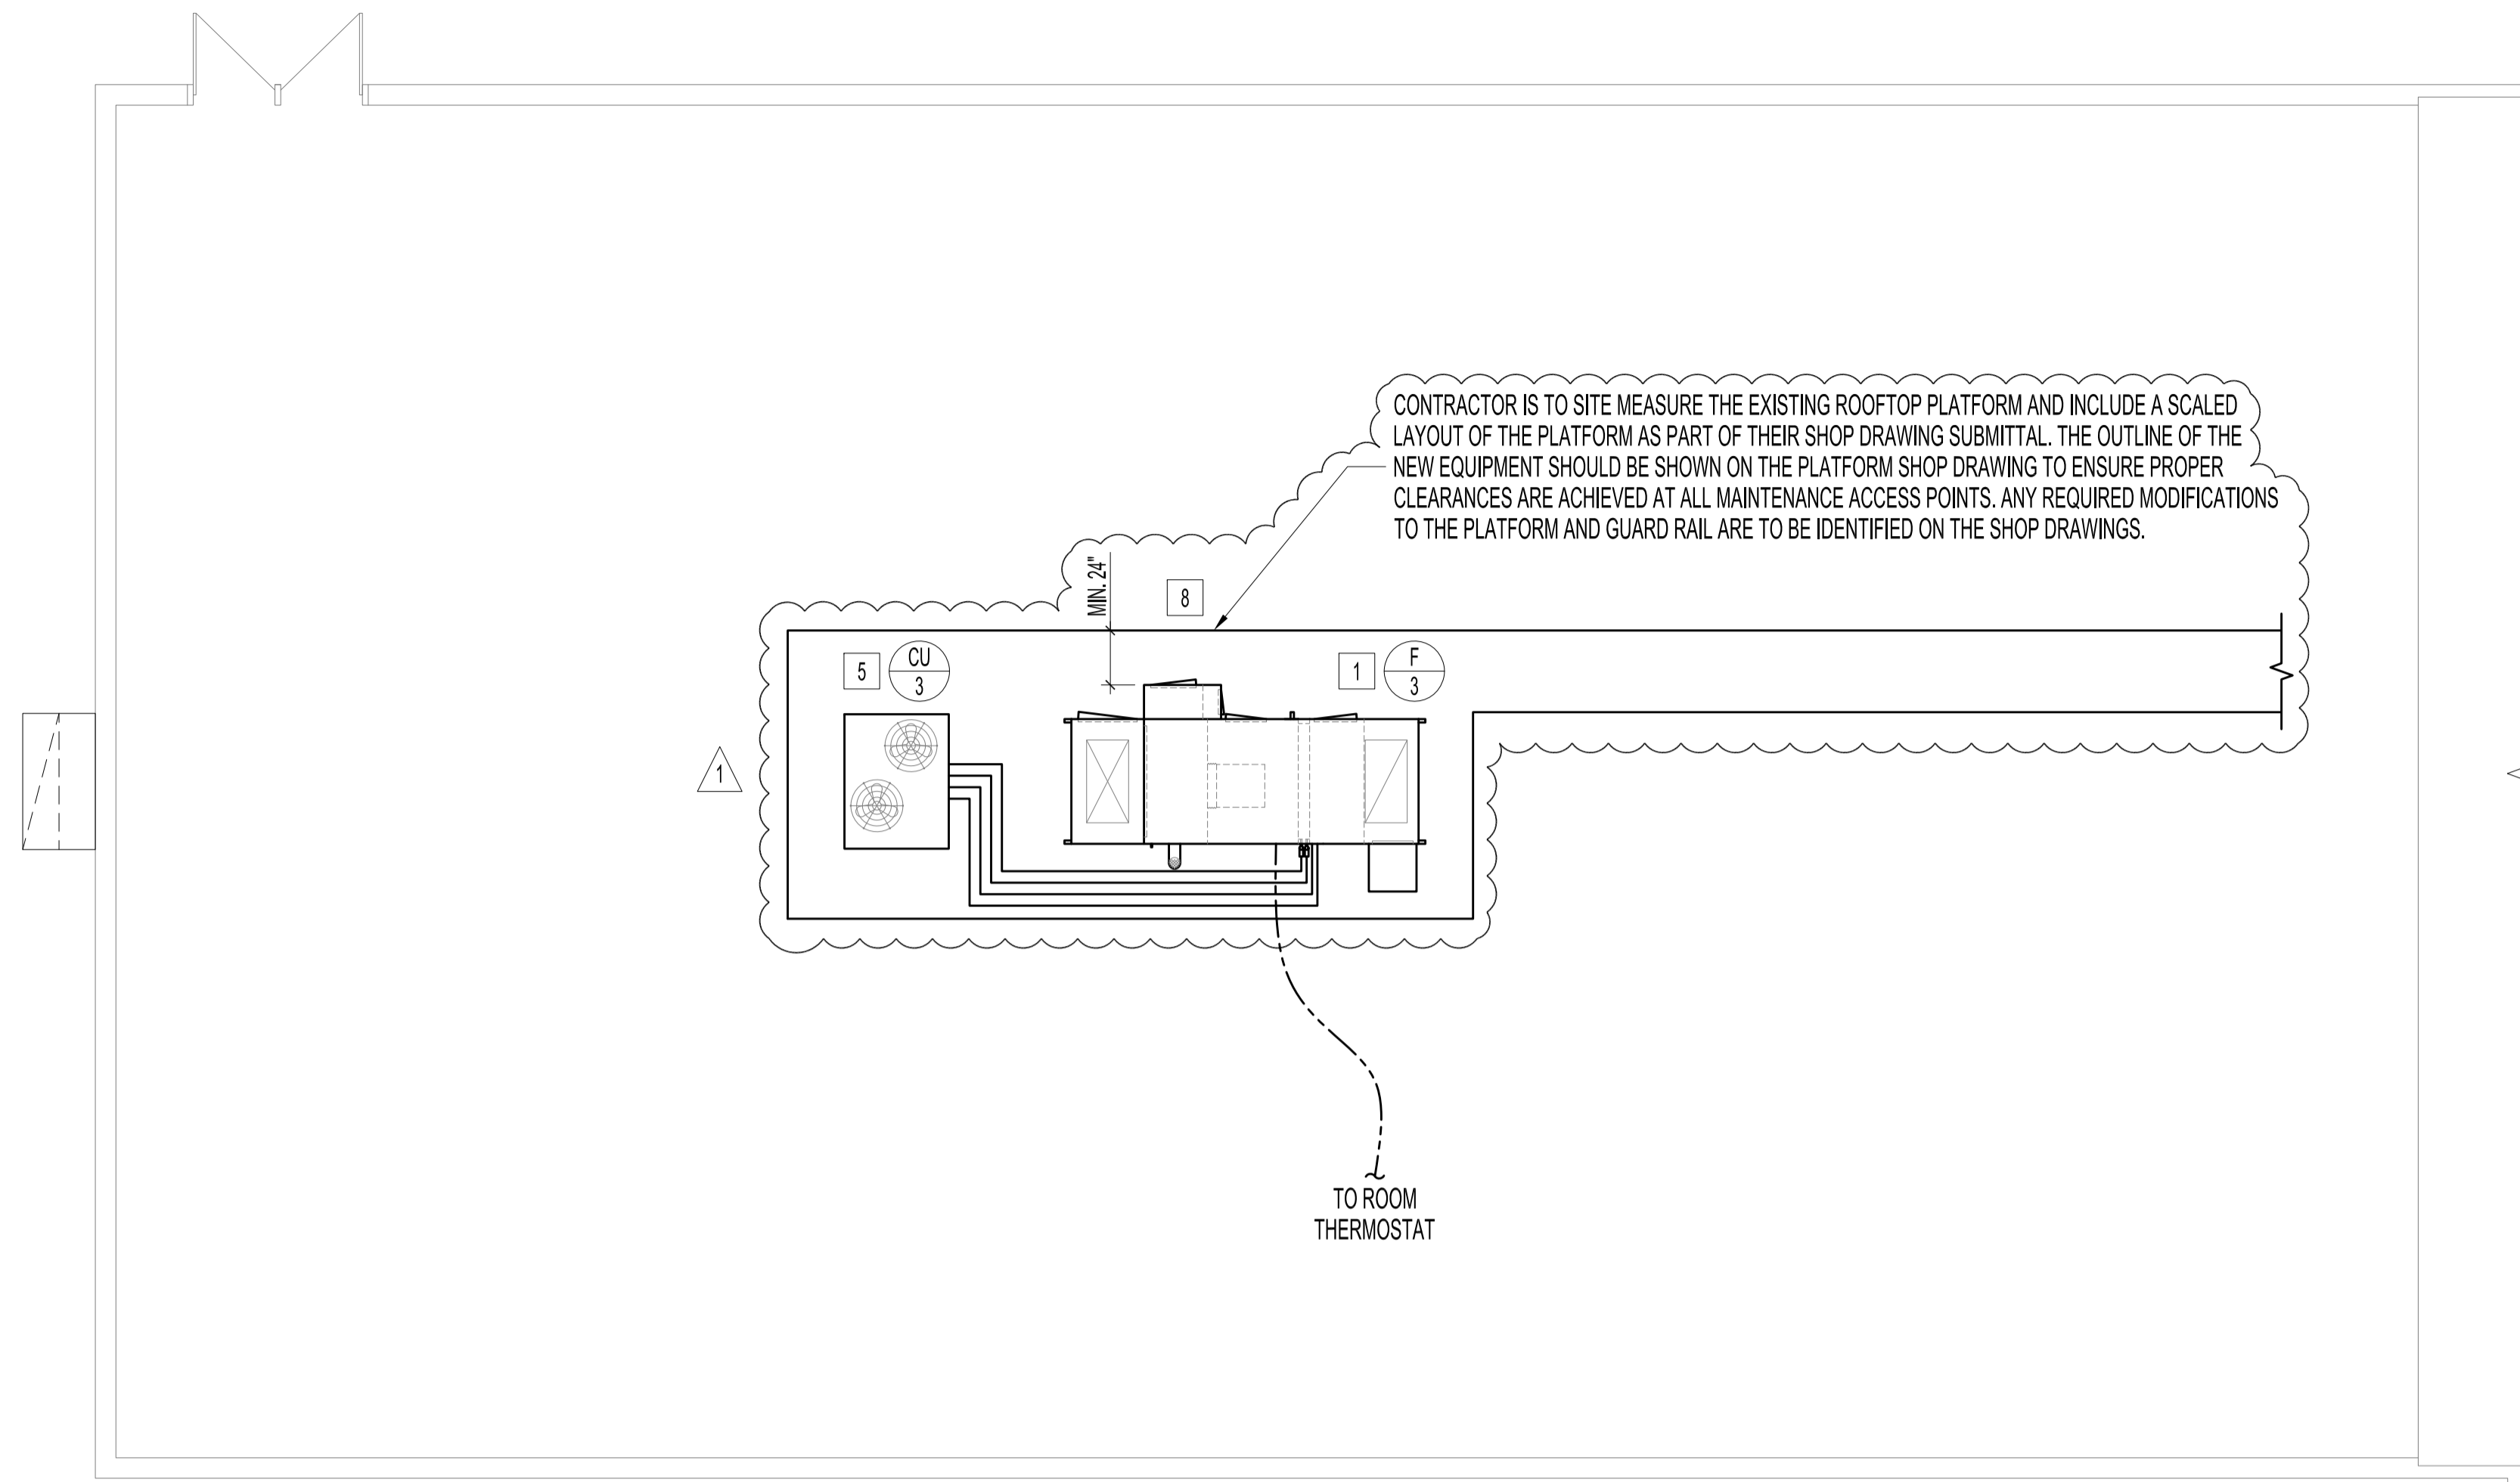 CONTRACTOR IS TO SITE MEASURE THE EXISTING ROOFTOP PLATFORM AND INCLUDE A SCALED
LAYOUT OF THE PLATFORM AS PART OF THEIR SHOP DRAWING SUBMITTAL. THE OUTLINE OF THE
NEW EQUIPMENT SHOULD BE SHOWN ON THE PLATFORM SHOP DRAWING TO ENSURE PROPER
CLEARANCES ARE ACHIEVED AT ALL MAINTENANCE ACCESS POINTS. ANY REQUIRED MODIFICATIONS
TO THE PLATFORM AND GUARD RAIL ARE TO BE IDENTIFIED ON THE SHOP DRAWINGS.
MIN. 24"
8
5
CU
3
1
F
3
1
TO ROOM
THERMOSTAT